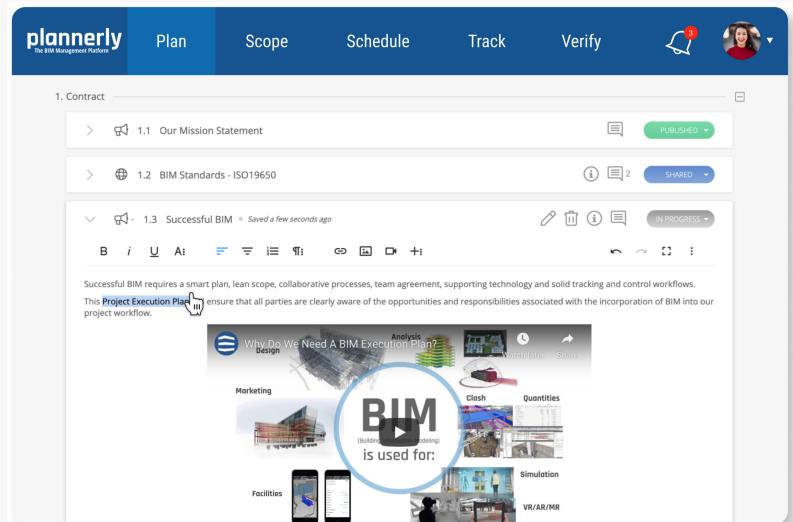 plannerly
The BIM Management Platform
Plan
Scope
Schedule
Track
Verify
3
1. Contract
1.1 Our Mission Statement
PUBLISHED
1.2 BIM Standards - ISO19650
2
SHARED
1.3 Successful BIM
Saved a few seconds ago
IN PROGRESS
B i U A
Successful BIM requires a smart plan, lean scope, collaborative processes, team agreement, supporting technology and solid tracking and control workflows.
This Project Execution Plan ensure that all parties are clearly aware of the opportunities and responsibilities associated with the incorporation of BIM into our
project workflow.
Why Do We Need A BIM Execution Plan?
Watch later
Share
Analysis
Design
Marketing
Clash
Quantities
BIM
(Building Information Modeling)
is used for:
Simulation
Facilities
VR/AR/MR